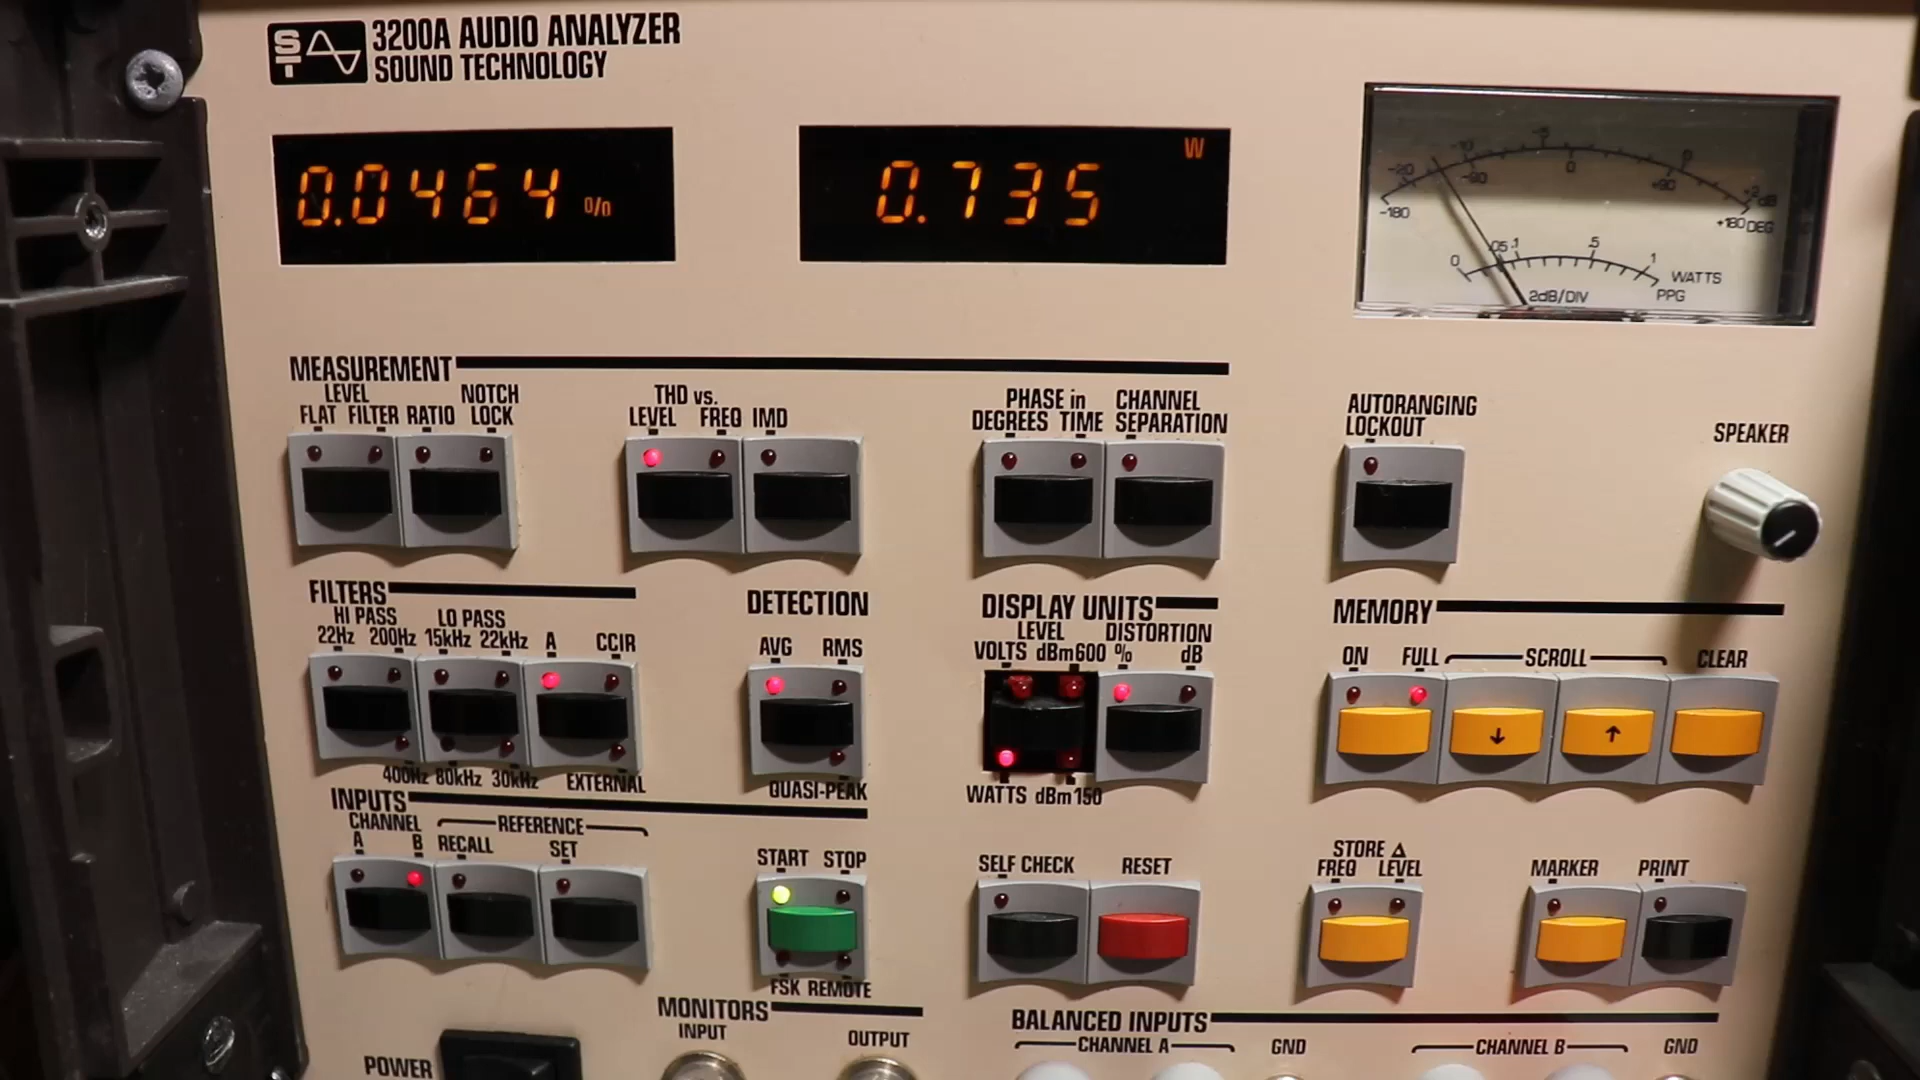 ST 3200A AUDIO ANALYZER
SOUND TECHNOLOGY
0.0464 %
0.735 W
-20 -10 -5 0 +2 dB
-180 -90 0 +90 +180 DEG
0 .05 .1 .5 1 WATTS
2dB/DIV PPG
MEASUREMENT
LEVEL
FLAT FILTER RATIO
NOTCH
LOCK
THD vs.
LEVEL FREQ IMD
PHASE in
DEGREES TIME
CHANNEL
SEPARATION
AUTORANGING
LOCKOUT
SPEAKER
FILTERS
HI PASS LO PASS
22Hz 200Hz 15kHz 22kHz A CCIR
400Hz 80kHz 30kHz EXTERNAL
DETECTION
AVG RMS
QUASI-PEAK
DISPLAY UNITS
LEVEL DISTORTION
VOLTS dBm600 % dB
WATTS dBm150
MEMORY
ON FULL SCROLL CLEAR
↓ ↑
INPUTS
CHANNEL REFERENCE
A B RECALL SET
START STOP
FSK REMOTE
SELF CHECK RESET
STORE Δ
FREQ LEVEL
MARKER PRINT
MONITORS
INPUT OUTPUT
POWER
BALANCED INPUTS
CHANNEL A GND CHANNEL B GND